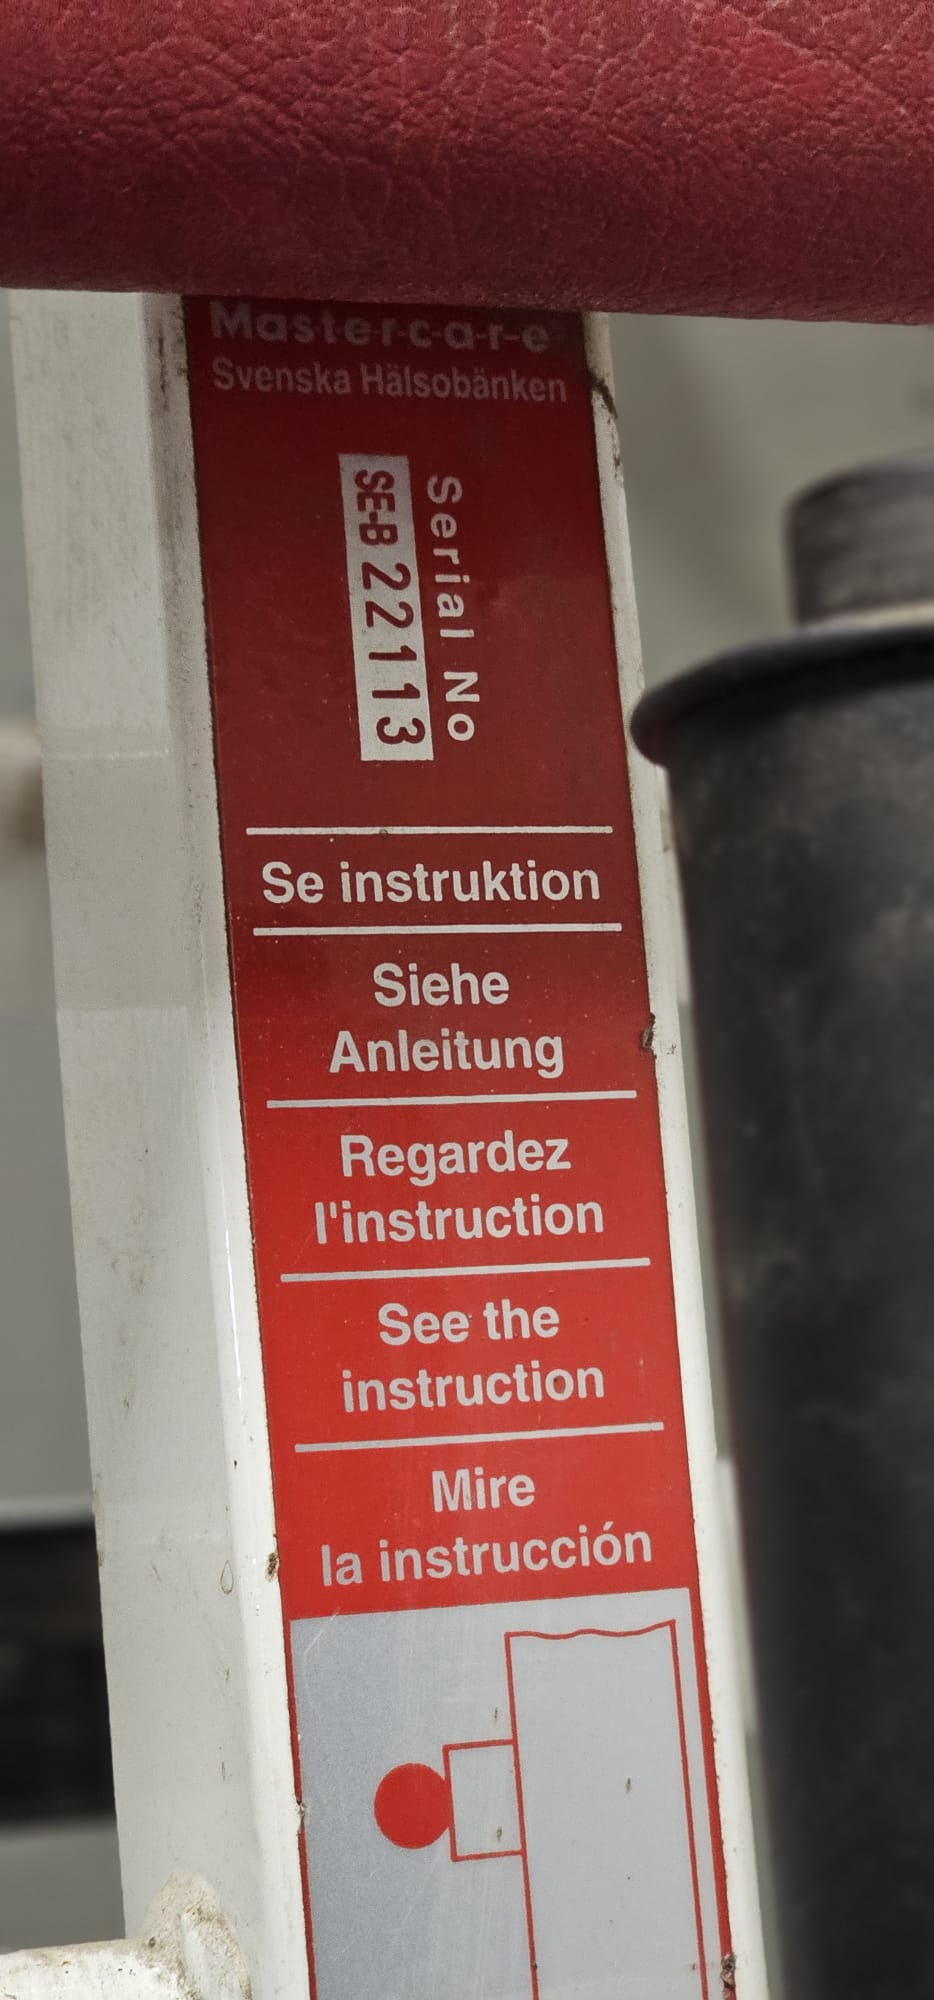 Mastercare
Svenska Hälsobänken
Serial No
SE-B 22113
Se instruktion
Siehe
Anleitung
Regardez
l'instruction
See the
instruction
Mire
la instrucción